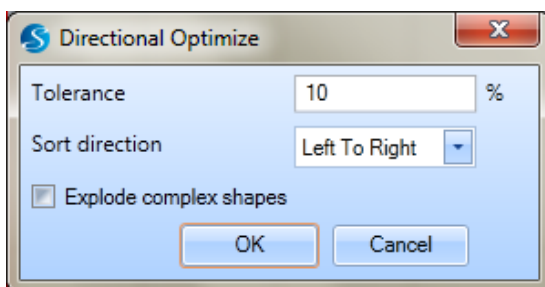 Directional Optimize
Tolerance 10 %
Sort direction Left To Right
Explode complex shapes
OK Cancel